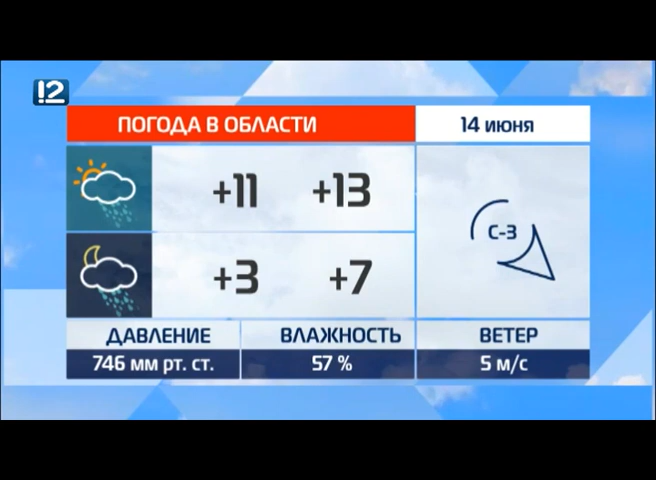 12
ПОГОДА В ОБЛАСТИ
14 июня
+11 +13
С-З
+3 +7
ДАВЛЕНИЕ ВЛАЖНОСТЬ ВЕТЕР
746 мм рт. ст. 57 % 5 м/с